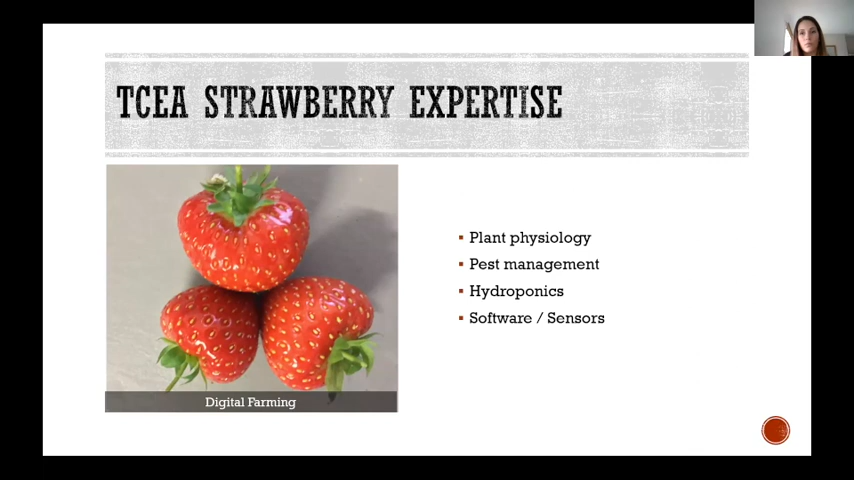 TCEA STRAWBERRY EXPERTISE
Plant physiology
Pest management
Hydroponics
Software / Sensors
Digital Farming